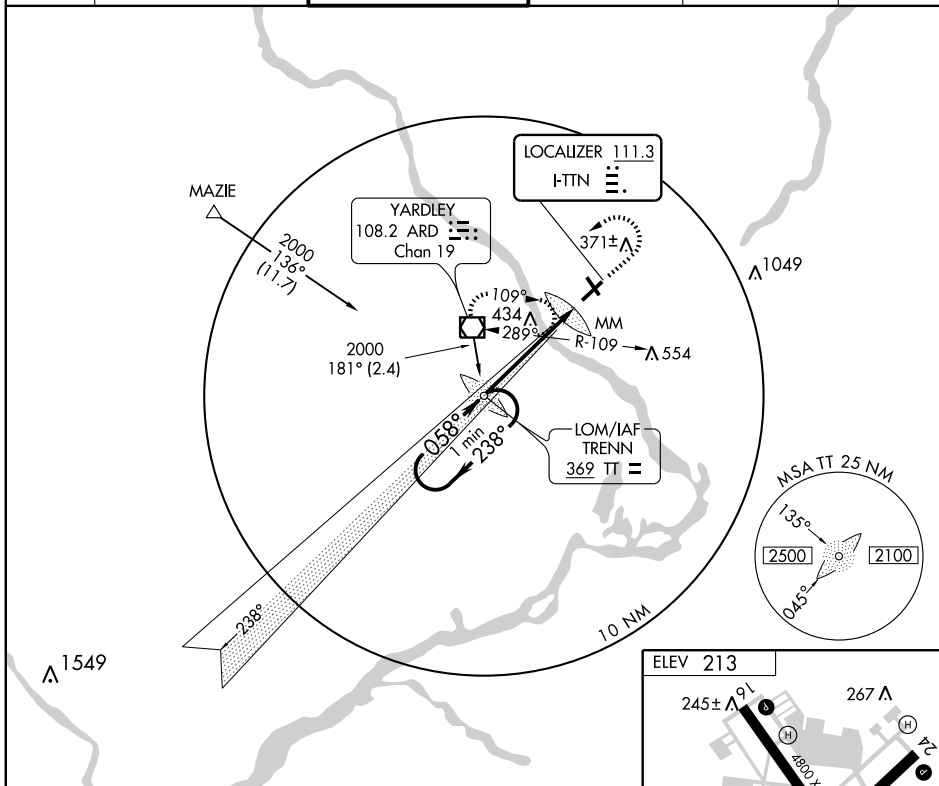 LOCALIZER 111.3
I-TTN
MAZIE
YARDLEY
108.2 ARD
Chan 19
2000
136°
(11.7)
371±
1049
109°
434
289°
MM
R-109
554
2000
181° (2.4)
058°
1 min
238°
LOM/IAF
TRENN
369 TT
MSA TT 25 NM
135°
2500
2100
045°
238°
10 NM
1549
ELEV 213
245±
16
P
267
H
H
24
4800 X
P